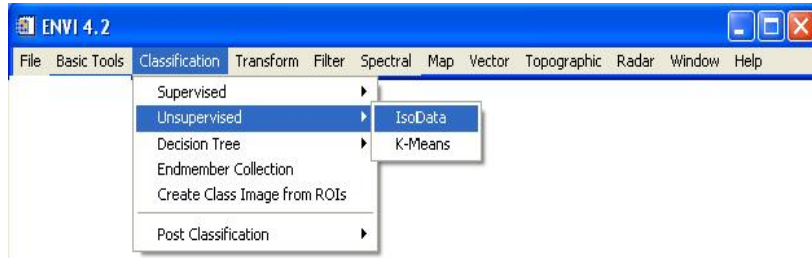 ENVI 4.2
File Basic Tools Classification Transform Filter Spectral Map Vector Topographic Radar Window Help
Supervised
Unsupervised IsoData
Decision Tree K-Means
Endmember Collection
Create Class Image from ROIs
Post Classification